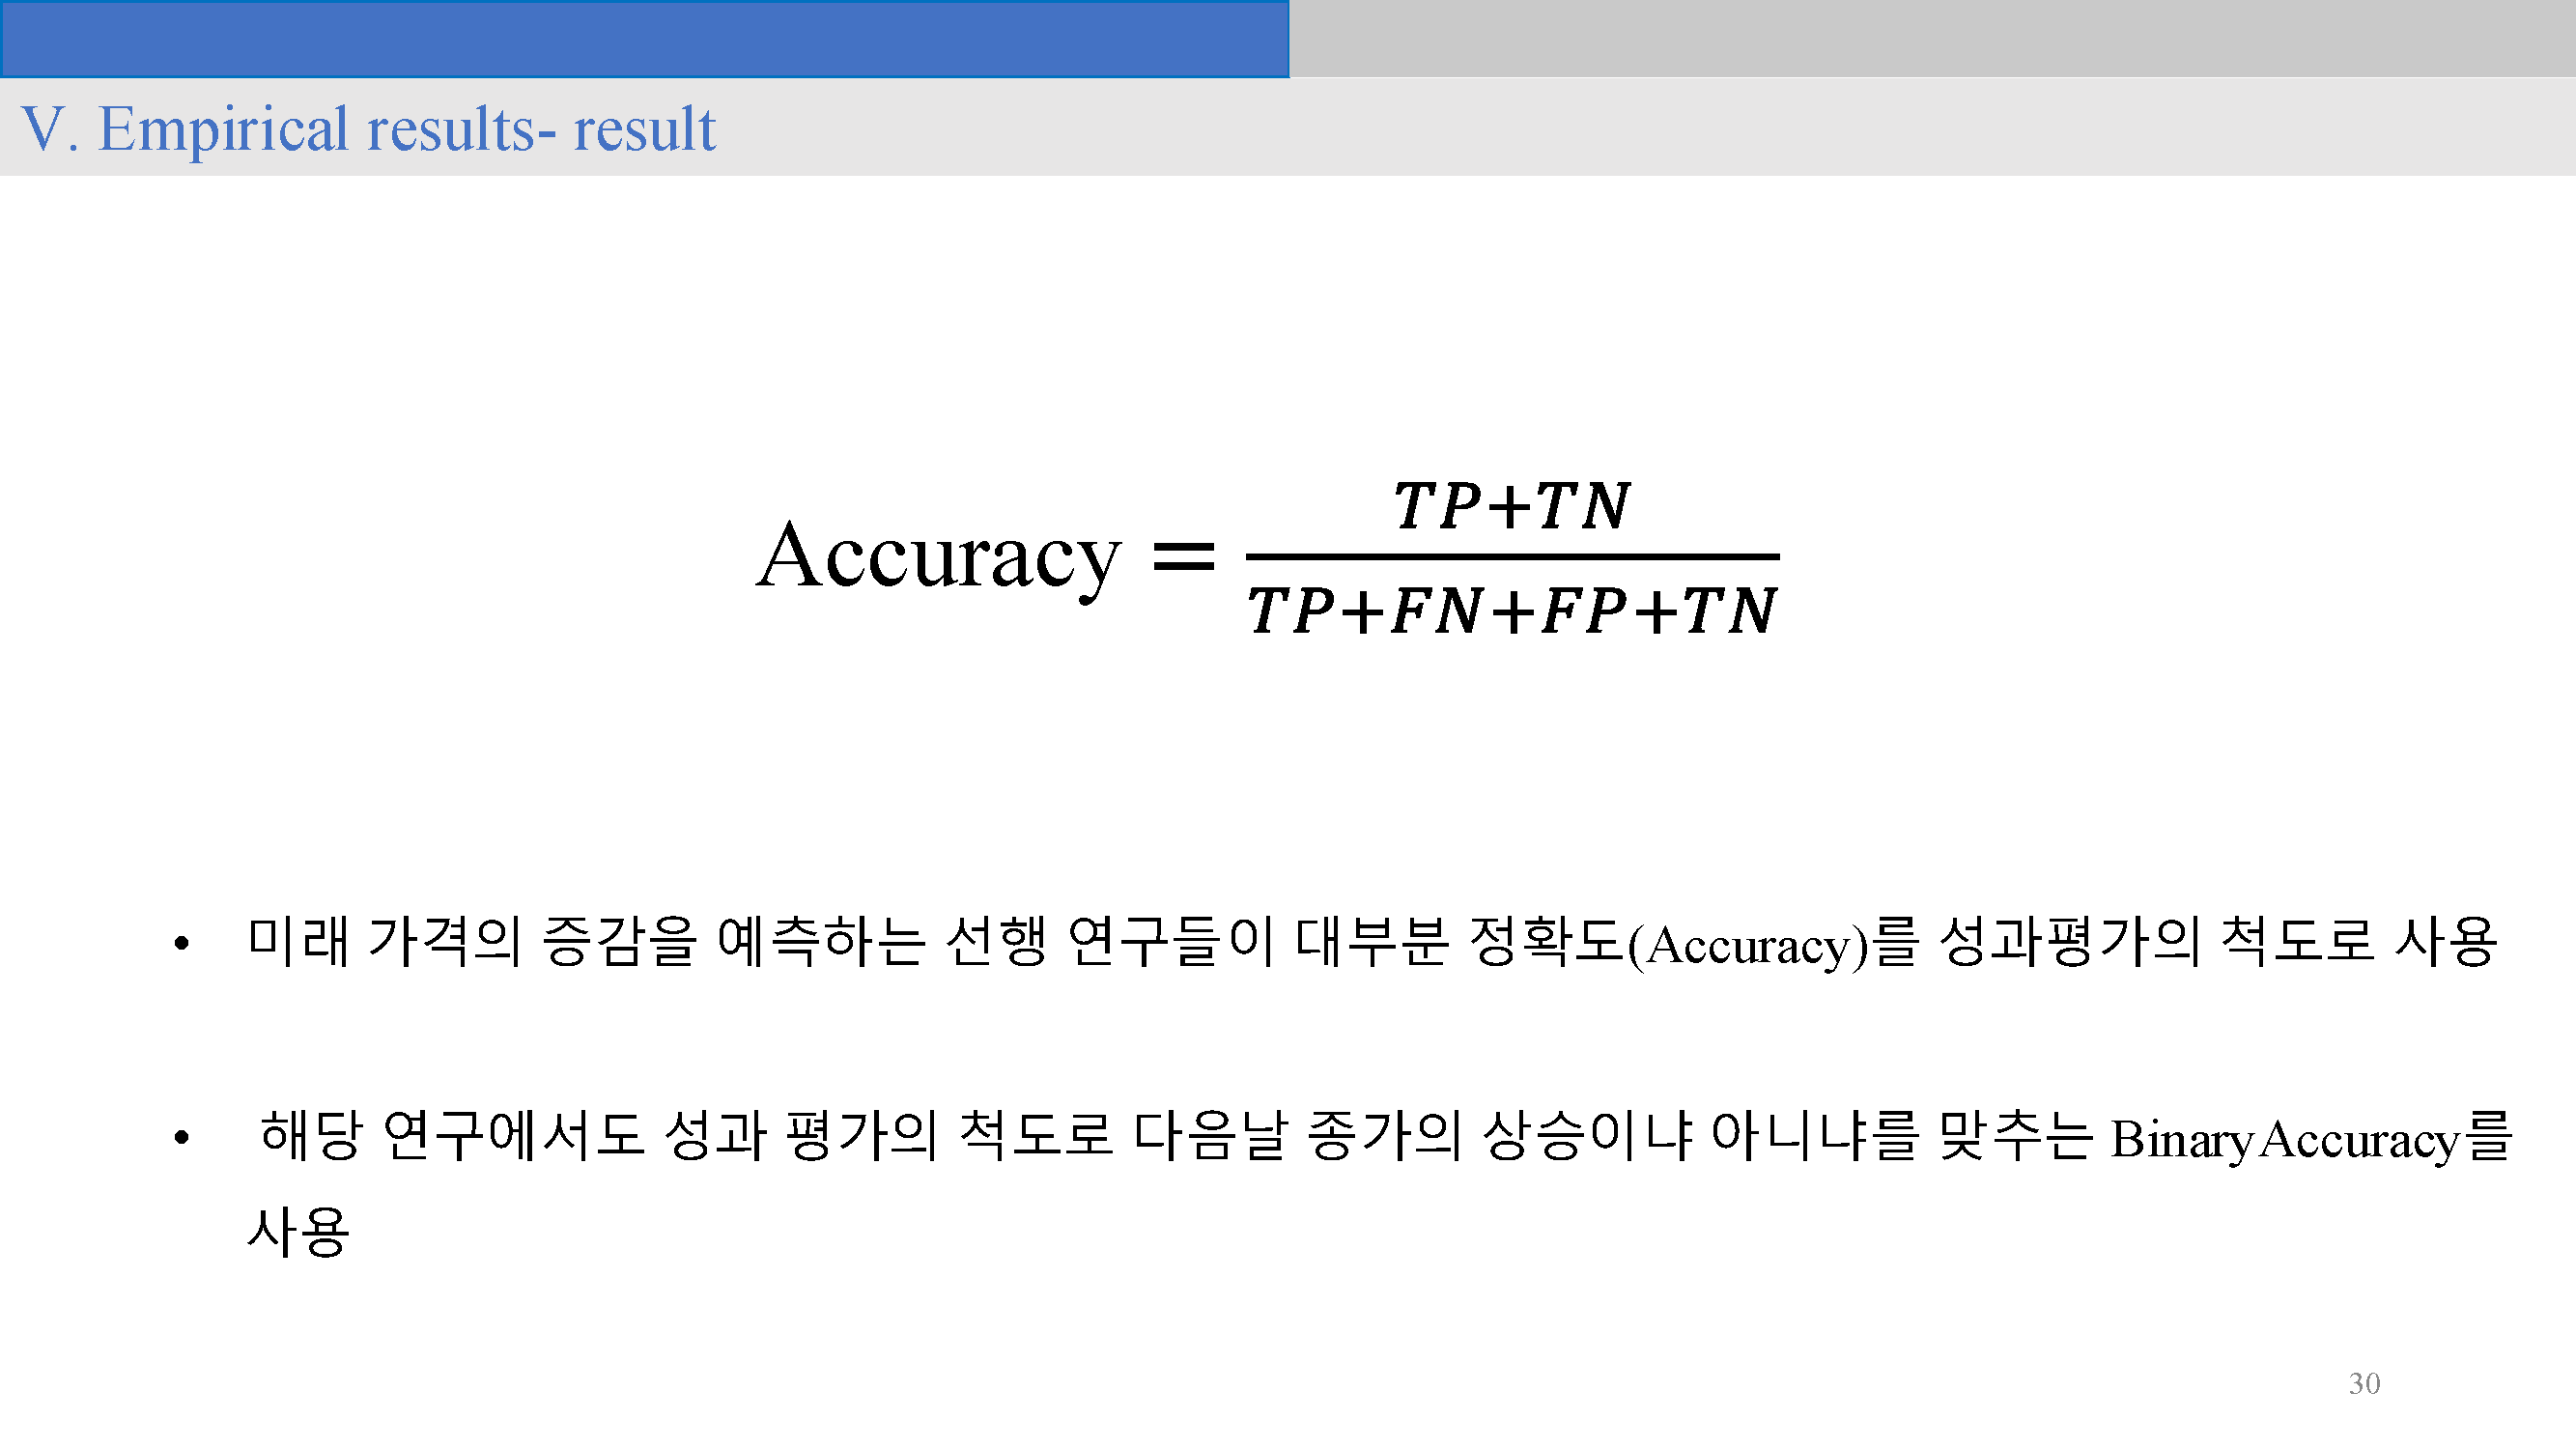 V. Empirical results- result
Accuracy = TP+TN / TP+FN+FP+TN
• 미래 가격의 증감을 예측하는 선행 연구들이 대부분 정확도(Accuracy)를 성과평가의 척도로 사용
• 해당 연구에서도 성과 평가의 척도로 다음날 종가의 상승이냐 아니냐를 맞추는 BinaryAccuracy를
사용
30